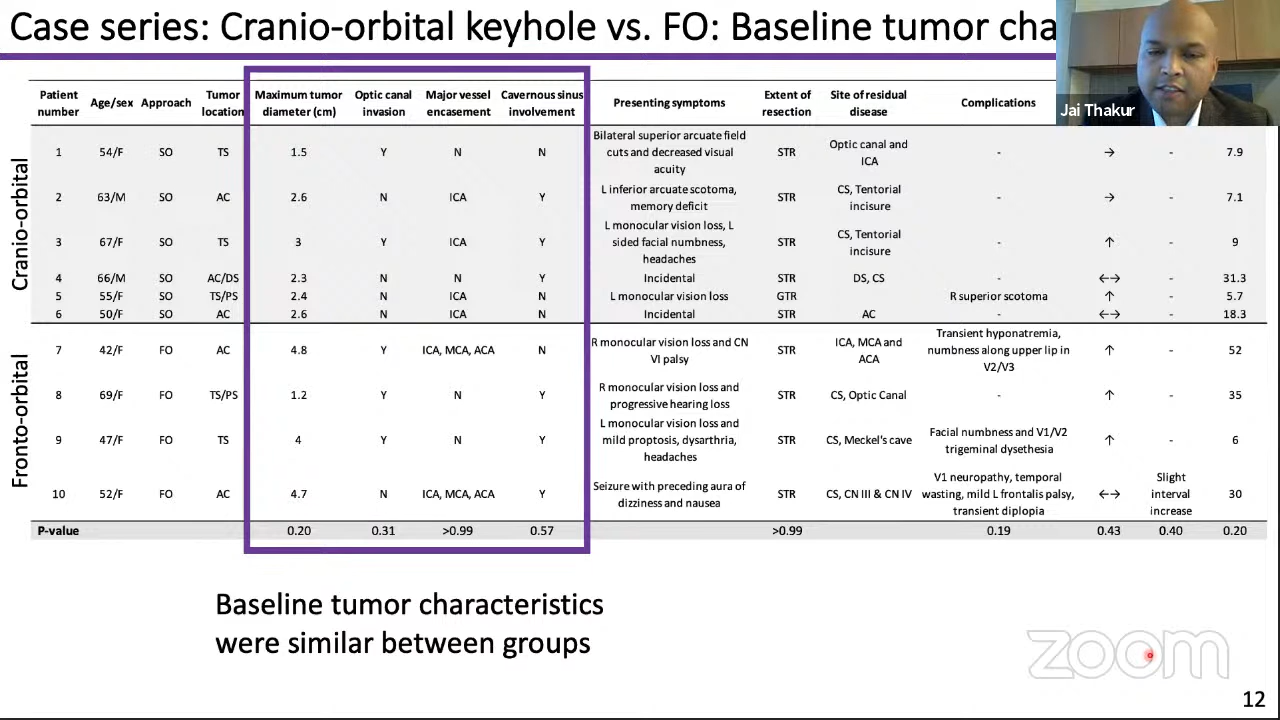 Case series: Cranio-orbital keyhole vs. FO: Baseline tumor cha
Jai Thakur
Patient number Age/sex Approach Tumor location Maximum tumor diameter (cm) Optic canal invasion Major vessel encasement Cavernous sinus involvement Presenting symptoms Extent of resection Site of residual disease Complications
Cranio-orbital
1 54/F SO TS 1.5 Y N N Bilateral superior arcuate field cuts and decreased visual acuity STR Optic canal and ICA - → - 7.9
2 63/M SO AC 2.6 N ICA Y L inferior arcuate scotoma, memory deficit STR CS, Tentorial incisure - → - 7.1
3 67/F SO TS 3 Y ICA Y L monocular vision loss, L sided facial numbness, headaches STR CS, Tentorial incisure - ↑ - 9
4 66/M SO AC/DS 2.3 N N Y Incidental STR DS, CS - ←→ - 31.3
5 55/F SO TS/PS 2.4 N ICA N L monocular vision loss GTR R superior scotoma ↑ - 5.7
6 50/F SO AC 2.6 N ICA N Incidental STR AC - ←→ - 18.3
Fronto-orbital
7 42/F FO AC 4.8 Y ICA, MCA, ACA N R monocular vision loss and CN VI palsy STR ICA, MCA and ACA Transient hyponatremia, numbness along upper lip in V2/V3 ↑ - 52
8 69/F FO TS/PS 1.2 Y N Y R monocular vision loss and progressive hearing loss STR CS, Optic Canal - ↑ - 35
9 47/F FO TS 4 Y N Y L monocular vision loss and mild proptosis, dysarthria, headaches STR CS, Meckel's cave Facial numbness and V1/V2 trigeminal dysethesia ↑ - 6
10 52/F FO AC 4.7 N ICA, MCA, ACA Y Seizure with preceding aura of dizziness and nausea STR CS, CN III & CN IV V1 neuropathy, temporal wasting, mild L frontalis palsy, transient diplopia ←→ Slight interval increase 30
P-value 0.20 0.31 >0.99 0.57 >0.99 0.19 0.43 0.40 0.20
Baseline tumor characteristics
were similar between groups
zoom
12